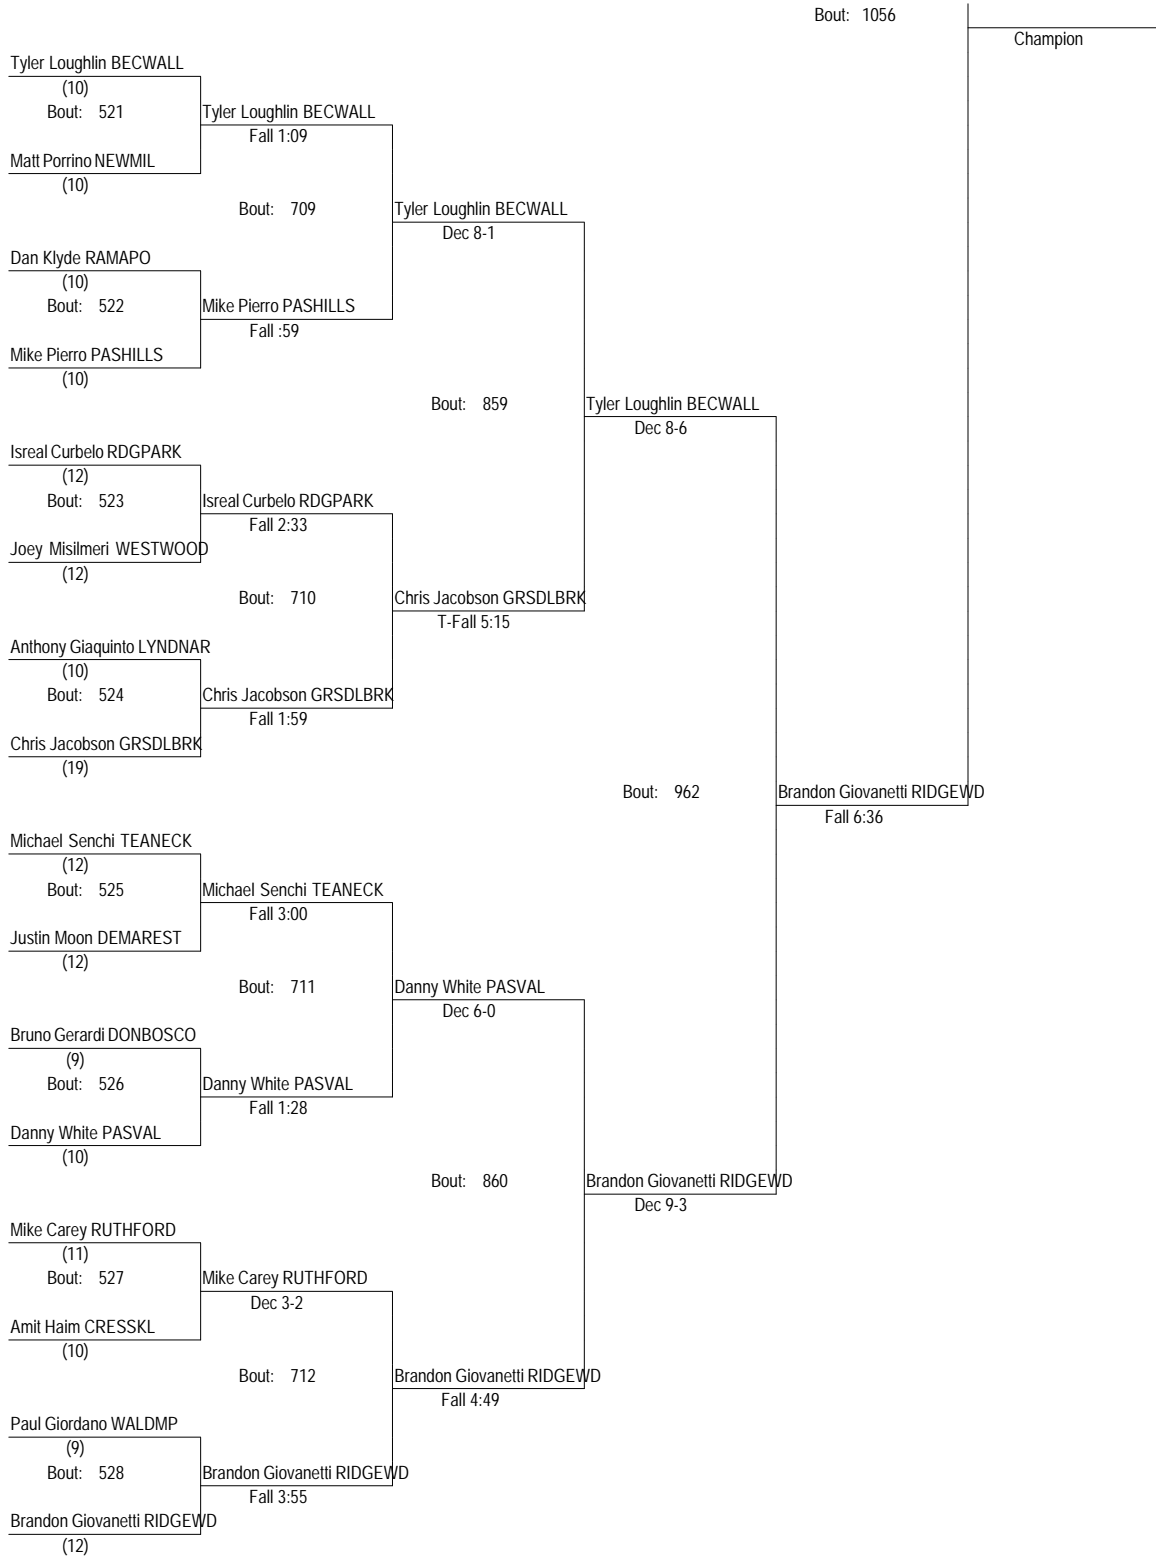 Bout: 1056
Champion
Tyler Loughlin BECWALL
(10)
Bout: 521
Tyler Loughlin BECWALL
Fall 1:09
Matt Porrino NEWMIL
(10)
Bout: 709
Tyler Loughlin BECWALL
Dec 8-1
Dan Klyde RAMAPO
(10)
Bout: 522
Mike Pierro PASHILLS
Fall :59
Mike Pierro PASHILLS
(10)
Bout: 859
Tyler Loughlin BECWALL
Dec 8-6
Isreal Curbelo RDGPARK
(12)
Bout: 523
Isreal Curbelo RDGPARK
Fall 2:33
Joey Misilmeri WESTWOOD
(12)
Bout: 710
Chris Jacobson GRSDLBRK
T-Fall 5:15
Anthony Giaquinto LYNDNAR
(10)
Bout: 524
Chris Jacobson GRSDLBRK
Fall 1:59
Chris Jacobson GRSDLBRK
(19)
Bout: 962
Brandon Giovanetti RIDGEWD
Fall 6:36
Michael Senchi TEANECK
(12)
Bout: 525
Michael Senchi TEANECK
Fall 3:00
Justin Moon DEMAREST
(12)
Bout: 711
Danny White PASVAL
Dec 6-0
Bruno Gerardi DONBOSCO
(9)
Bout: 526
Danny White PASVAL
Fall 1:28
Danny White PASVAL
(10)
Bout: 860
Brandon Giovanetti RIDGEWD
Dec 9-3
Mike Carey RUTHFORD
(11)
Bout: 527
Mike Carey RUTHFORD
Dec 3-2
Amit Haim CRESSKL
(10)
Bout: 712
Brandon Giovanetti RIDGEWD
Fall 4:49
Paul Giordano WALDMP
(9)
Bout: 528
Brandon Giovanetti RIDGEWD
Fall 3:55
Brandon Giovanetti RIDGEWD
(12)